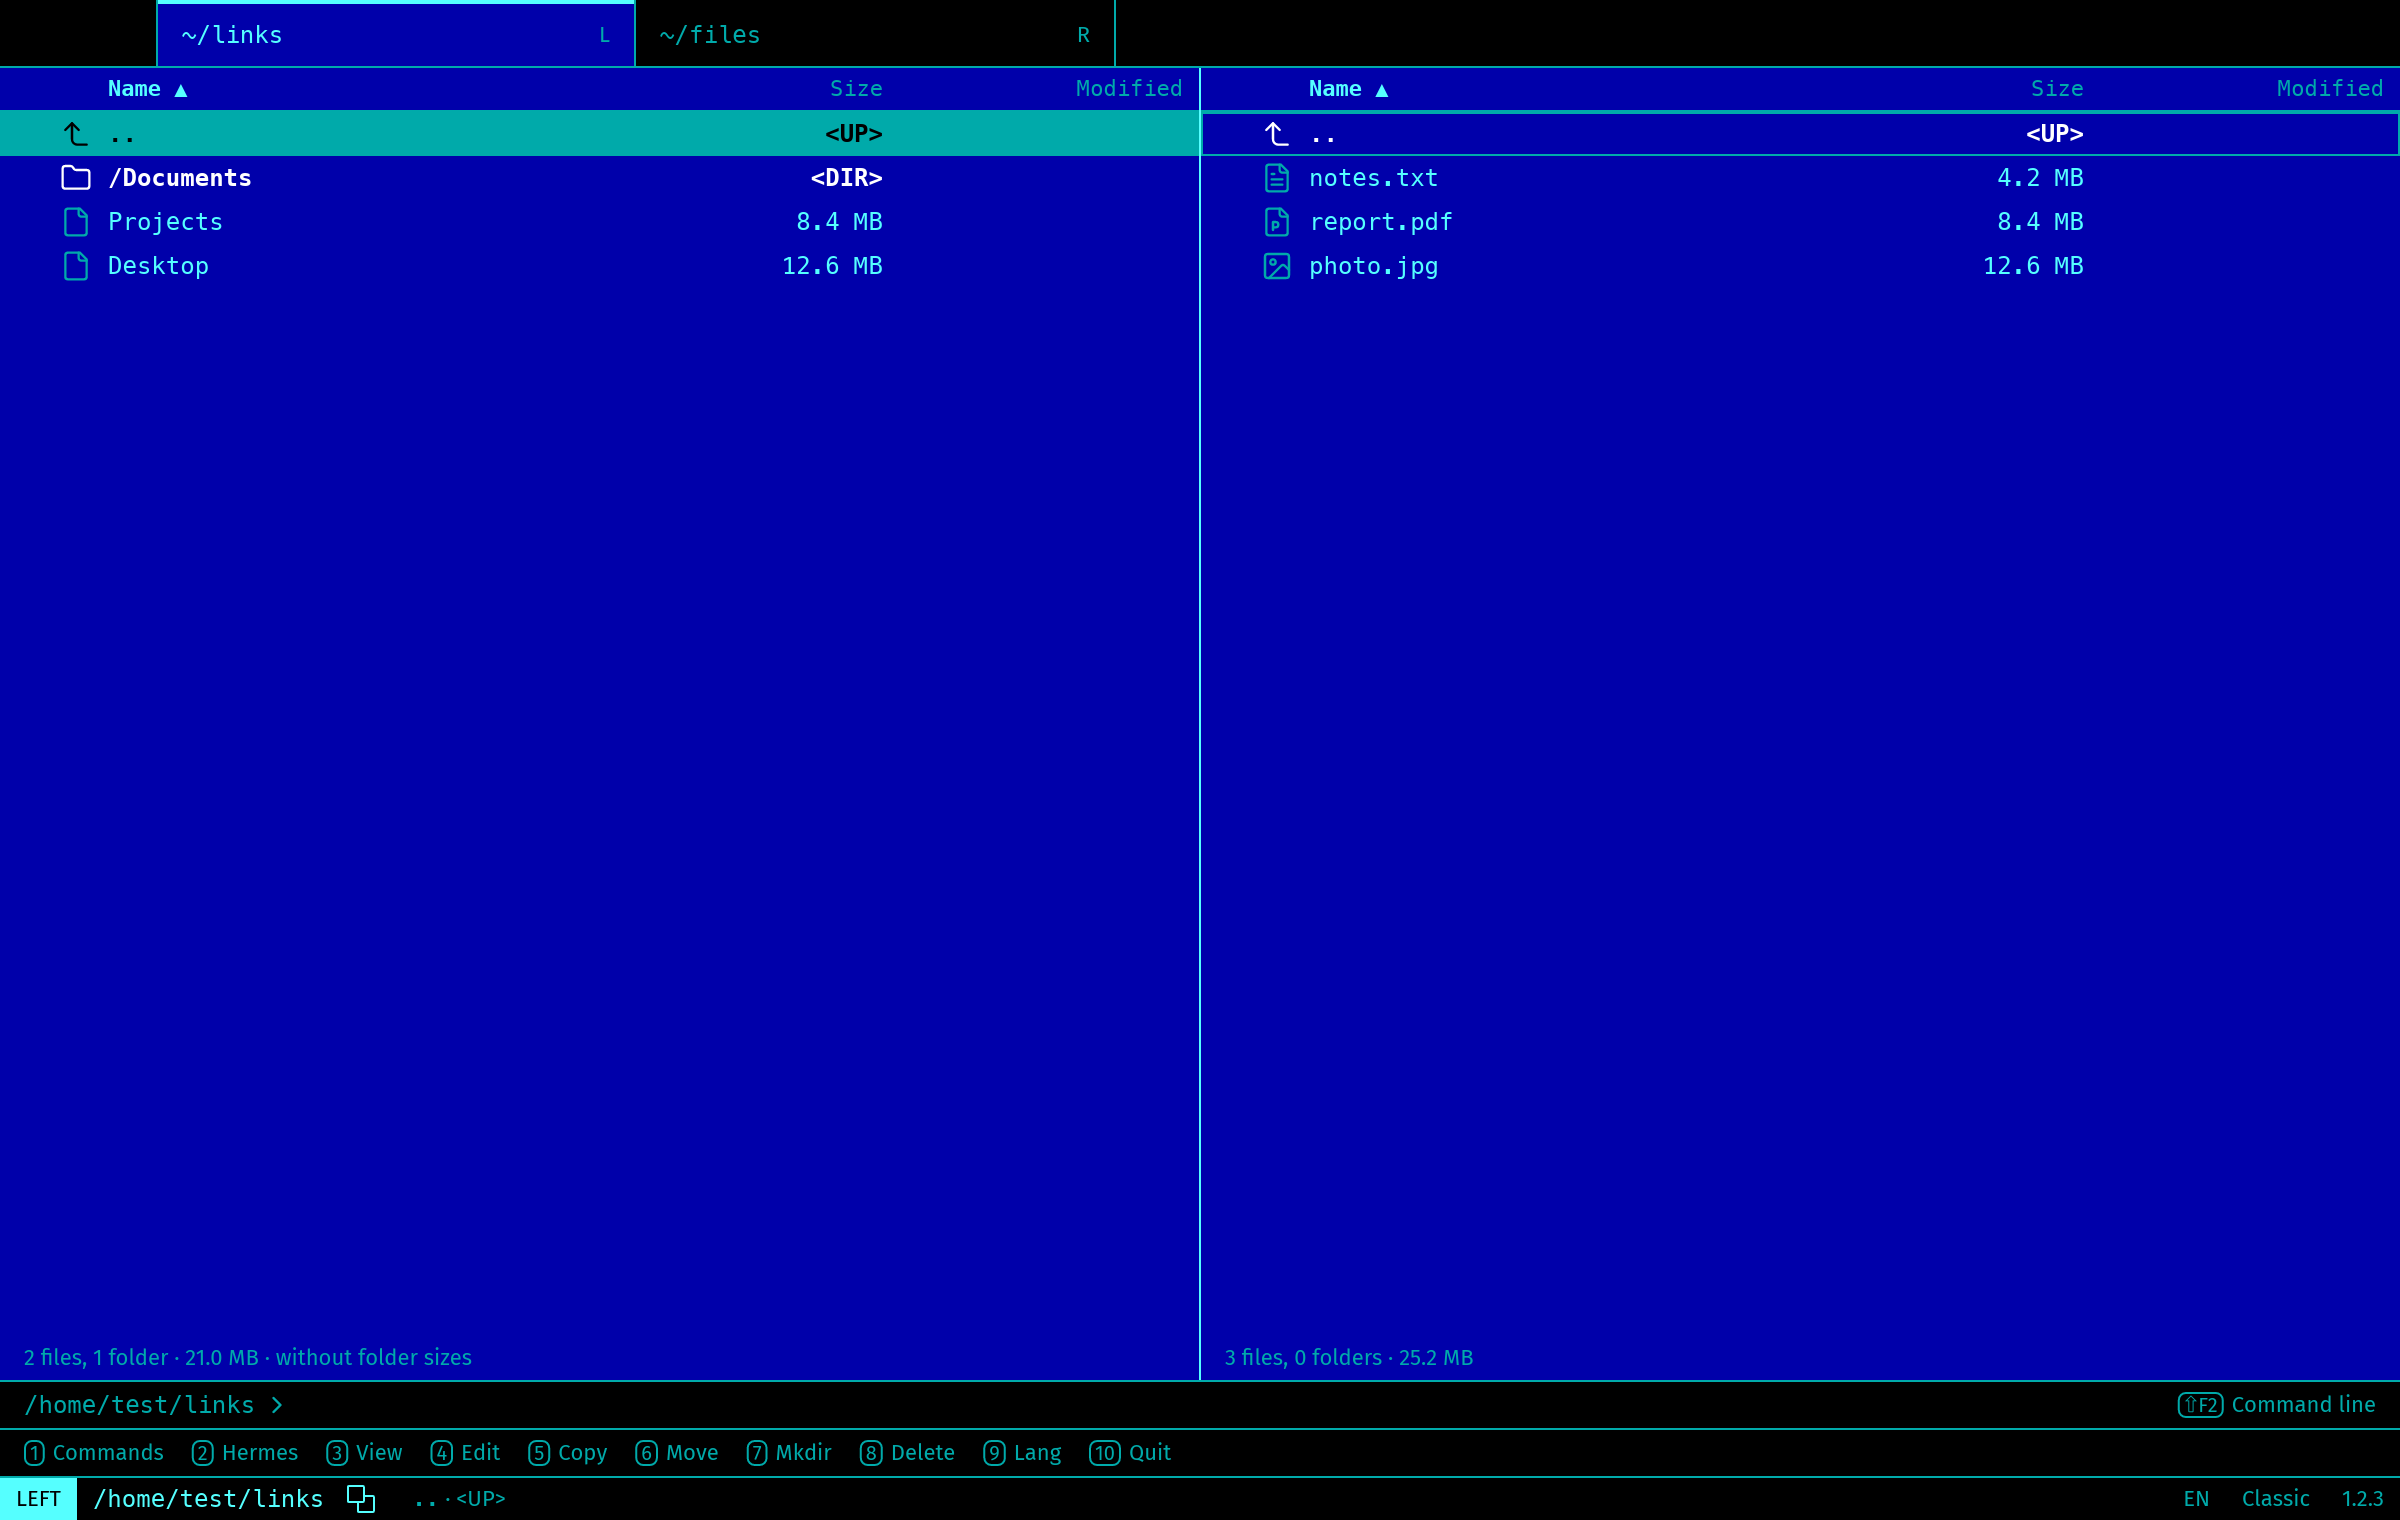 ~/links L ~/files R
Name ▲ Size Modified
.. <UP>
/Documents <DIR>
Projects 8.4 MB
Desktop 12.6 MB
2 files, 1 folder · 21.0 MB · without folder sizes
Name ▲ Size Modified
.. <UP>
notes.txt 4.2 MB
report.pdf 8.4 MB
photo.jpg 12.6 MB
3 files, 0 folders · 25.2 MB
/home/test/links > ⇧F2 Command line
1 Commands 2 Hermes 3 View 4 Edit 5 Copy 6 Move 7 Mkdir 8 Delete 9 Lang 10 Quit
LEFT /home/test/links .. · <UP> EN Classic 1.2.3